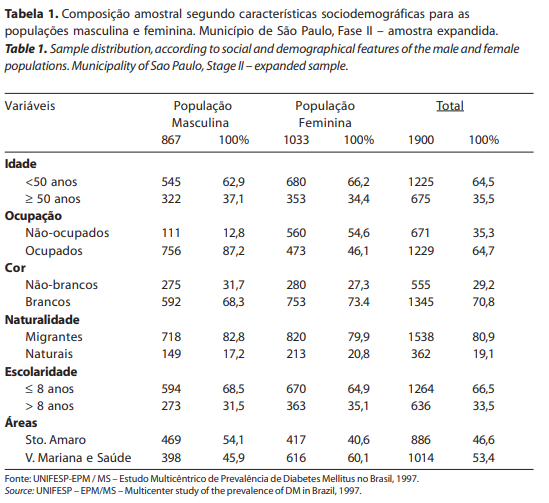 Tabela 1. Composição amostral segundo características sociodemográficas para as
populações masculina e feminina. Município de São Paulo, Fase II – amostra expandida.
Table 1. Sample distribution, according to social and demographical features of the male and female
populations. Municipality of Sao Paulo, Stage II – expanded sample.
Variáveis População População Total
Masculina Feminina
867 100% 1033 100% 1900 100%
Idade
<50 anos 545 62,9 680 66,2 1225 64,5
≥ 50 anos 322 37,1 353 34,4 675 35,5
Ocupação
Não-ocupados 111 12,8 560 54,6 671 35,3
Ocupados 756 87,2 473 46,1 1229 64,7
Cor
Não-brancos 275 31,7 280 27,3 555 29,2
Brancos 592 68,3 753 73.4 1345 70,8
Naturalidade
Migrantes 718 82,8 820 79,9 1538 80,9
Naturais 149 17,2 213 20,8 362 19,1
Escolaridade
≤ 8 anos 594 68,5 670 64,9 1264 66,5
> 8 anos 273 31,5 363 35,1 636 33,5
Áreas
Sto. Amaro 469 54,1 417 40,6 886 46,6
V. Mariana e Saúde 398 45,9 616 60,1 1014 53,4
Fonte: UNIFESP-EPM / MS – Estudo Multicêntrico de Prevalência de Diabetes Mellitus no Brasil, 1997.
Source: UNIFESP – EPM/MS – Multicenter study of the prevalence of DM in Brazil, 1997.